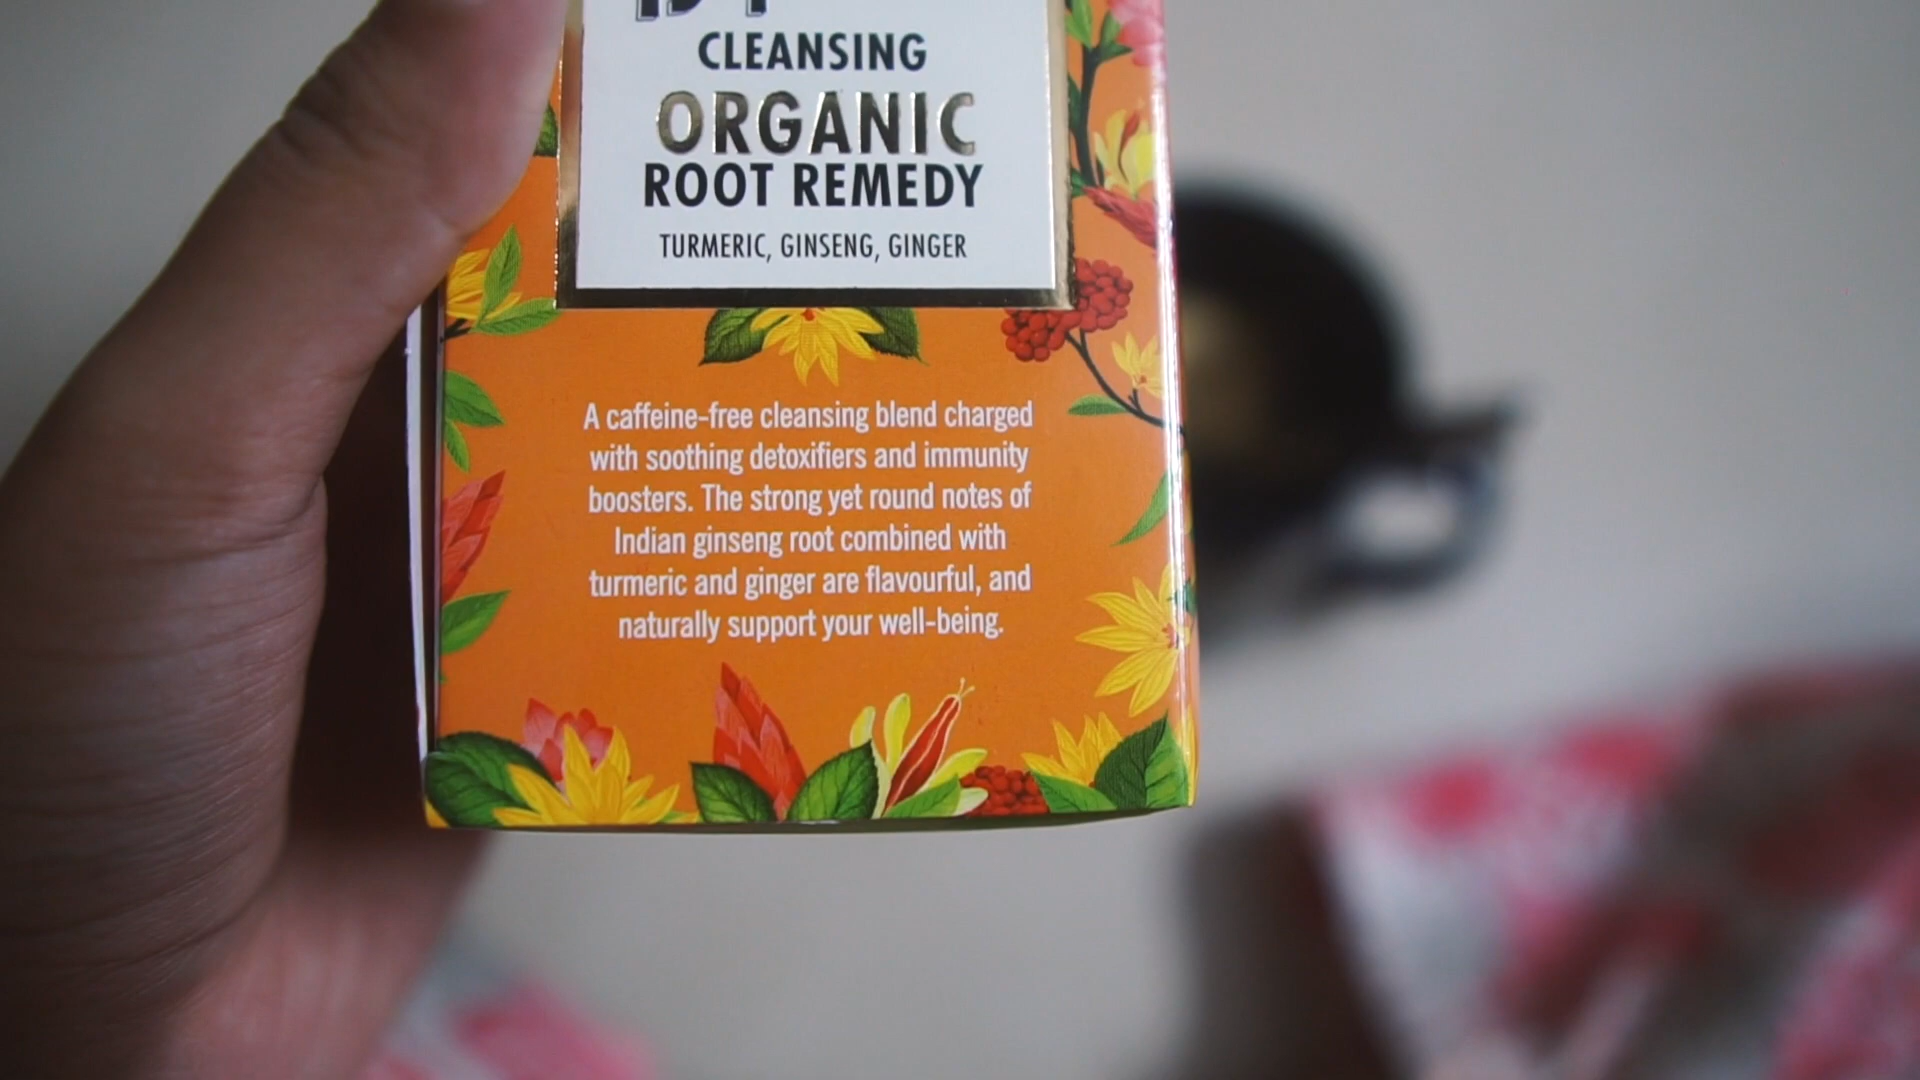 CLEANSING
ORGANIC
ROOT REMEDY
TURMERIC, GINSENG, GINGER
A caffeine-free cleansing blend charged
with soothing detoxifiers and immunity
boosters. The strong yet round notes of
Indian ginseng root combined with
turmeric and ginger are flavourful, and
naturally support your well-being.